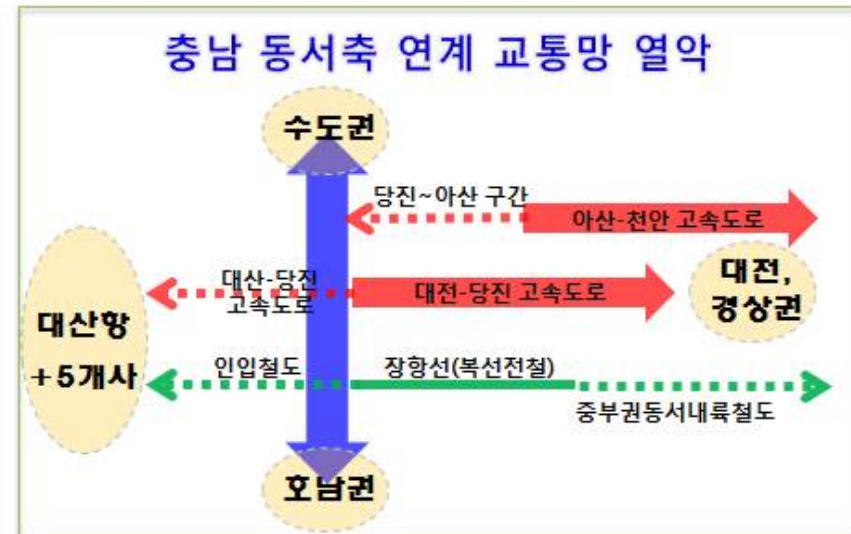 충남 동서축 연계 교통망 열악
수도권
당진~아산 구간
아산-천안 고속도로
대산-당진
고속도로
대전-당진 고속도로
대전,
경상권
대산항
+5개사
인입철도
장항선(복선전철)
중부권동서내륙철도
호남권